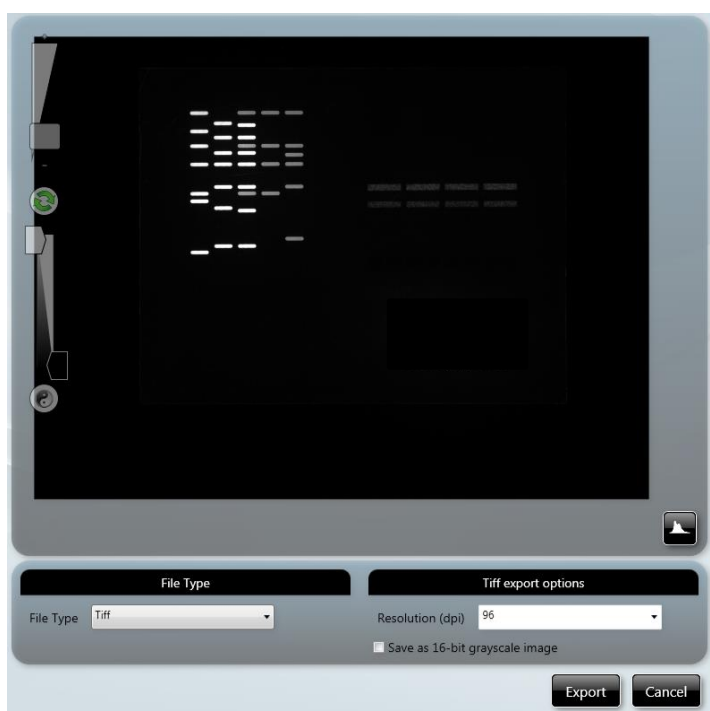 File Type
Tiff export options
File Type
Tiff
Resolution (dpi)
96
Save as 16-bit grayscale image
Export
Cancel